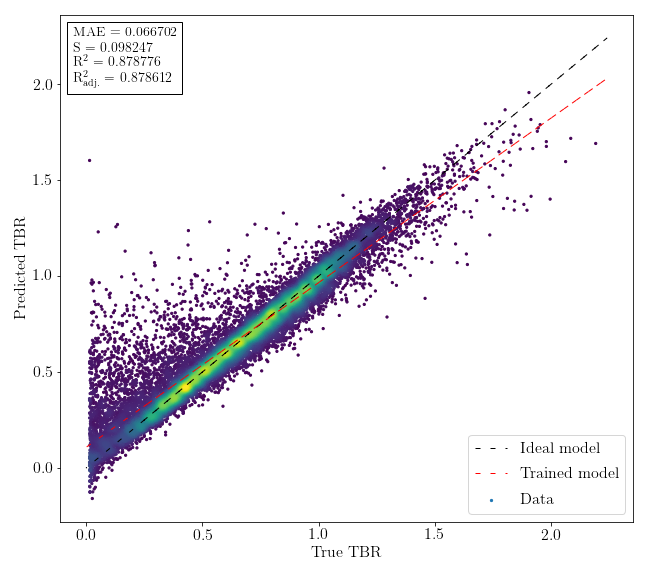 MAE = 0.066702
S = 0.098247
R² = 0.878776
R²adj. = 0.878612
2.0
1.5
1.0
0.5
0.0
Predicted TBR
0.0 0.5 1.0 1.5 2.0
True TBR
Ideal model
Trained model
Data